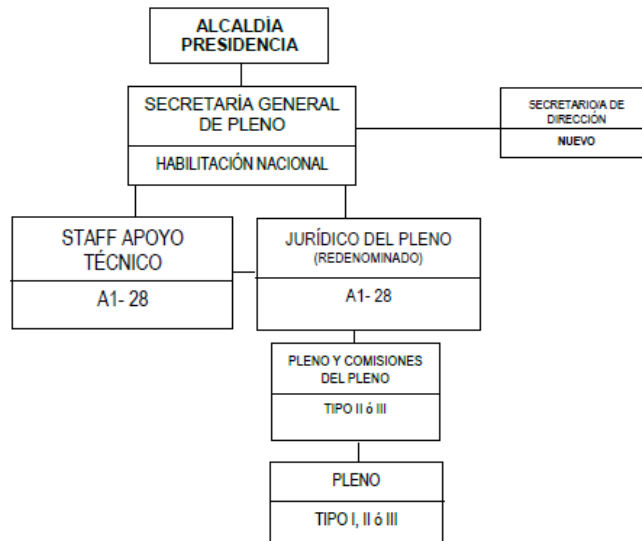 ALCALDÍA
PRESIDENCIA
SECRETARÍA GENERAL
DE PLENO
HABILITACIÓN NACIONAL
SECRETARIO/A DE
DIRECCIÓN
NUEVO
STAFF APOYO
TÉCNICO
A1- 28
JURÍDICO DEL PLENO
(REDENOMINADO)
A1- 28
PLENO Y COMISIONES
DEL PLENO
TIPO II ó III
PLENO
TIPO I, II ó III